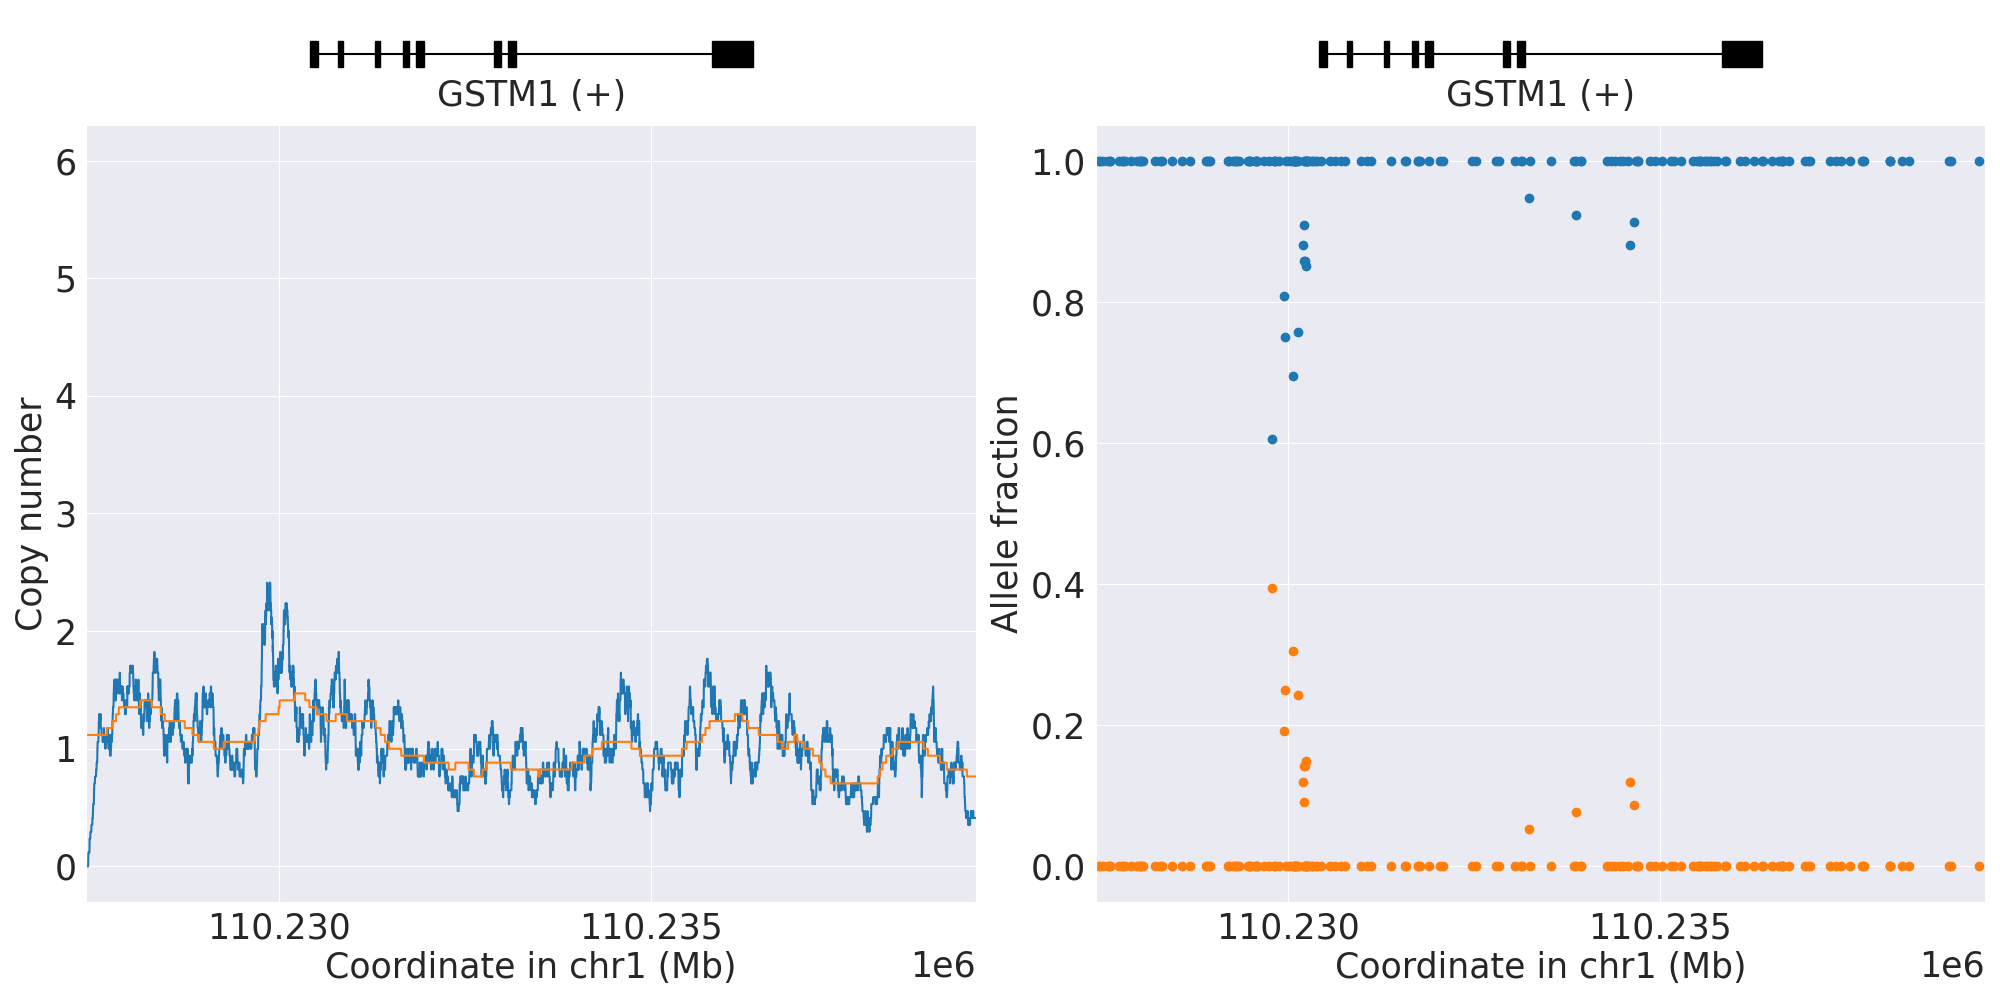 GSTM1 (+)
6
5
4
3
2
1
0
Copy number
110.230
110.235
Coordinate in chr1 (Mb)
1e6
GSTM1 (+)
1.0
0.8
0.6
0.4
0.2
0.0
Allele fraction
110.230
110.235
Coordinate in chr1 (Mb)
1e6